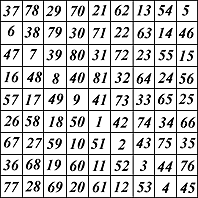 37 78 29 70 21 62 13 54 5
6 38 79 30 71 22 63 14 46
47 7 39 80 31 72 23 55 15
16 48 8 40 81 32 64 24 56
57 17 49 9 41 73 33 65 25
26 58 18 50 1 42 74 34 66
67 27 59 10 51 2 43 75 35
36 68 19 60 11 52 3 44 76
77 28 69 20 61 12 53 4 45